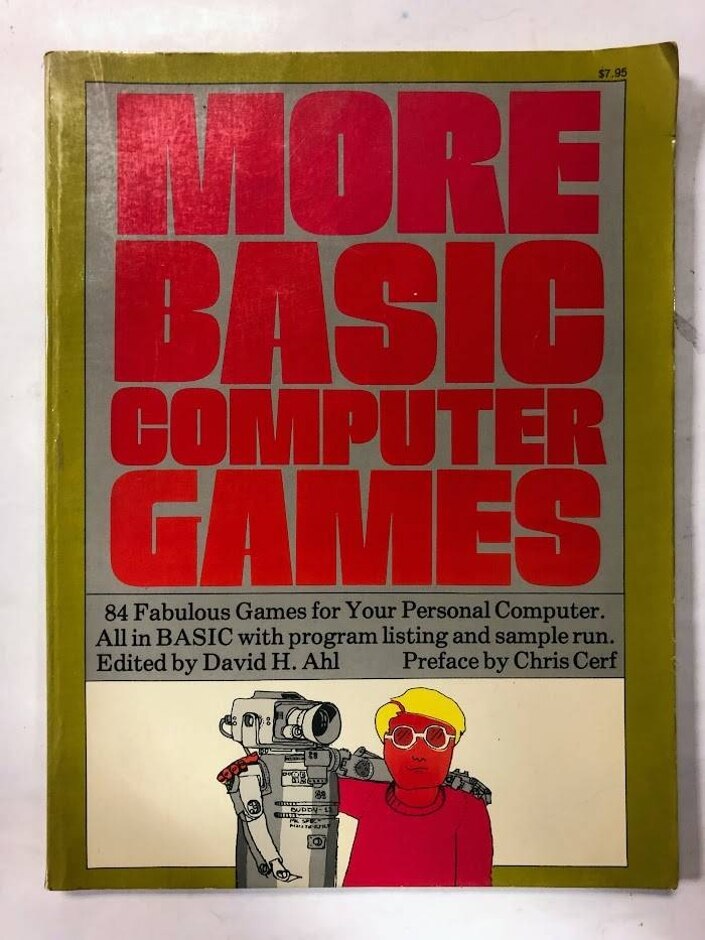 $7.95
MORE
BASIC
COMPUTER
GAMES
84 Fabulous Games for Your Personal Computer.
All in BASIC with program listing and sample run.
Edited by David H. Ahl Preface by Chris Cerf
BUDDY-